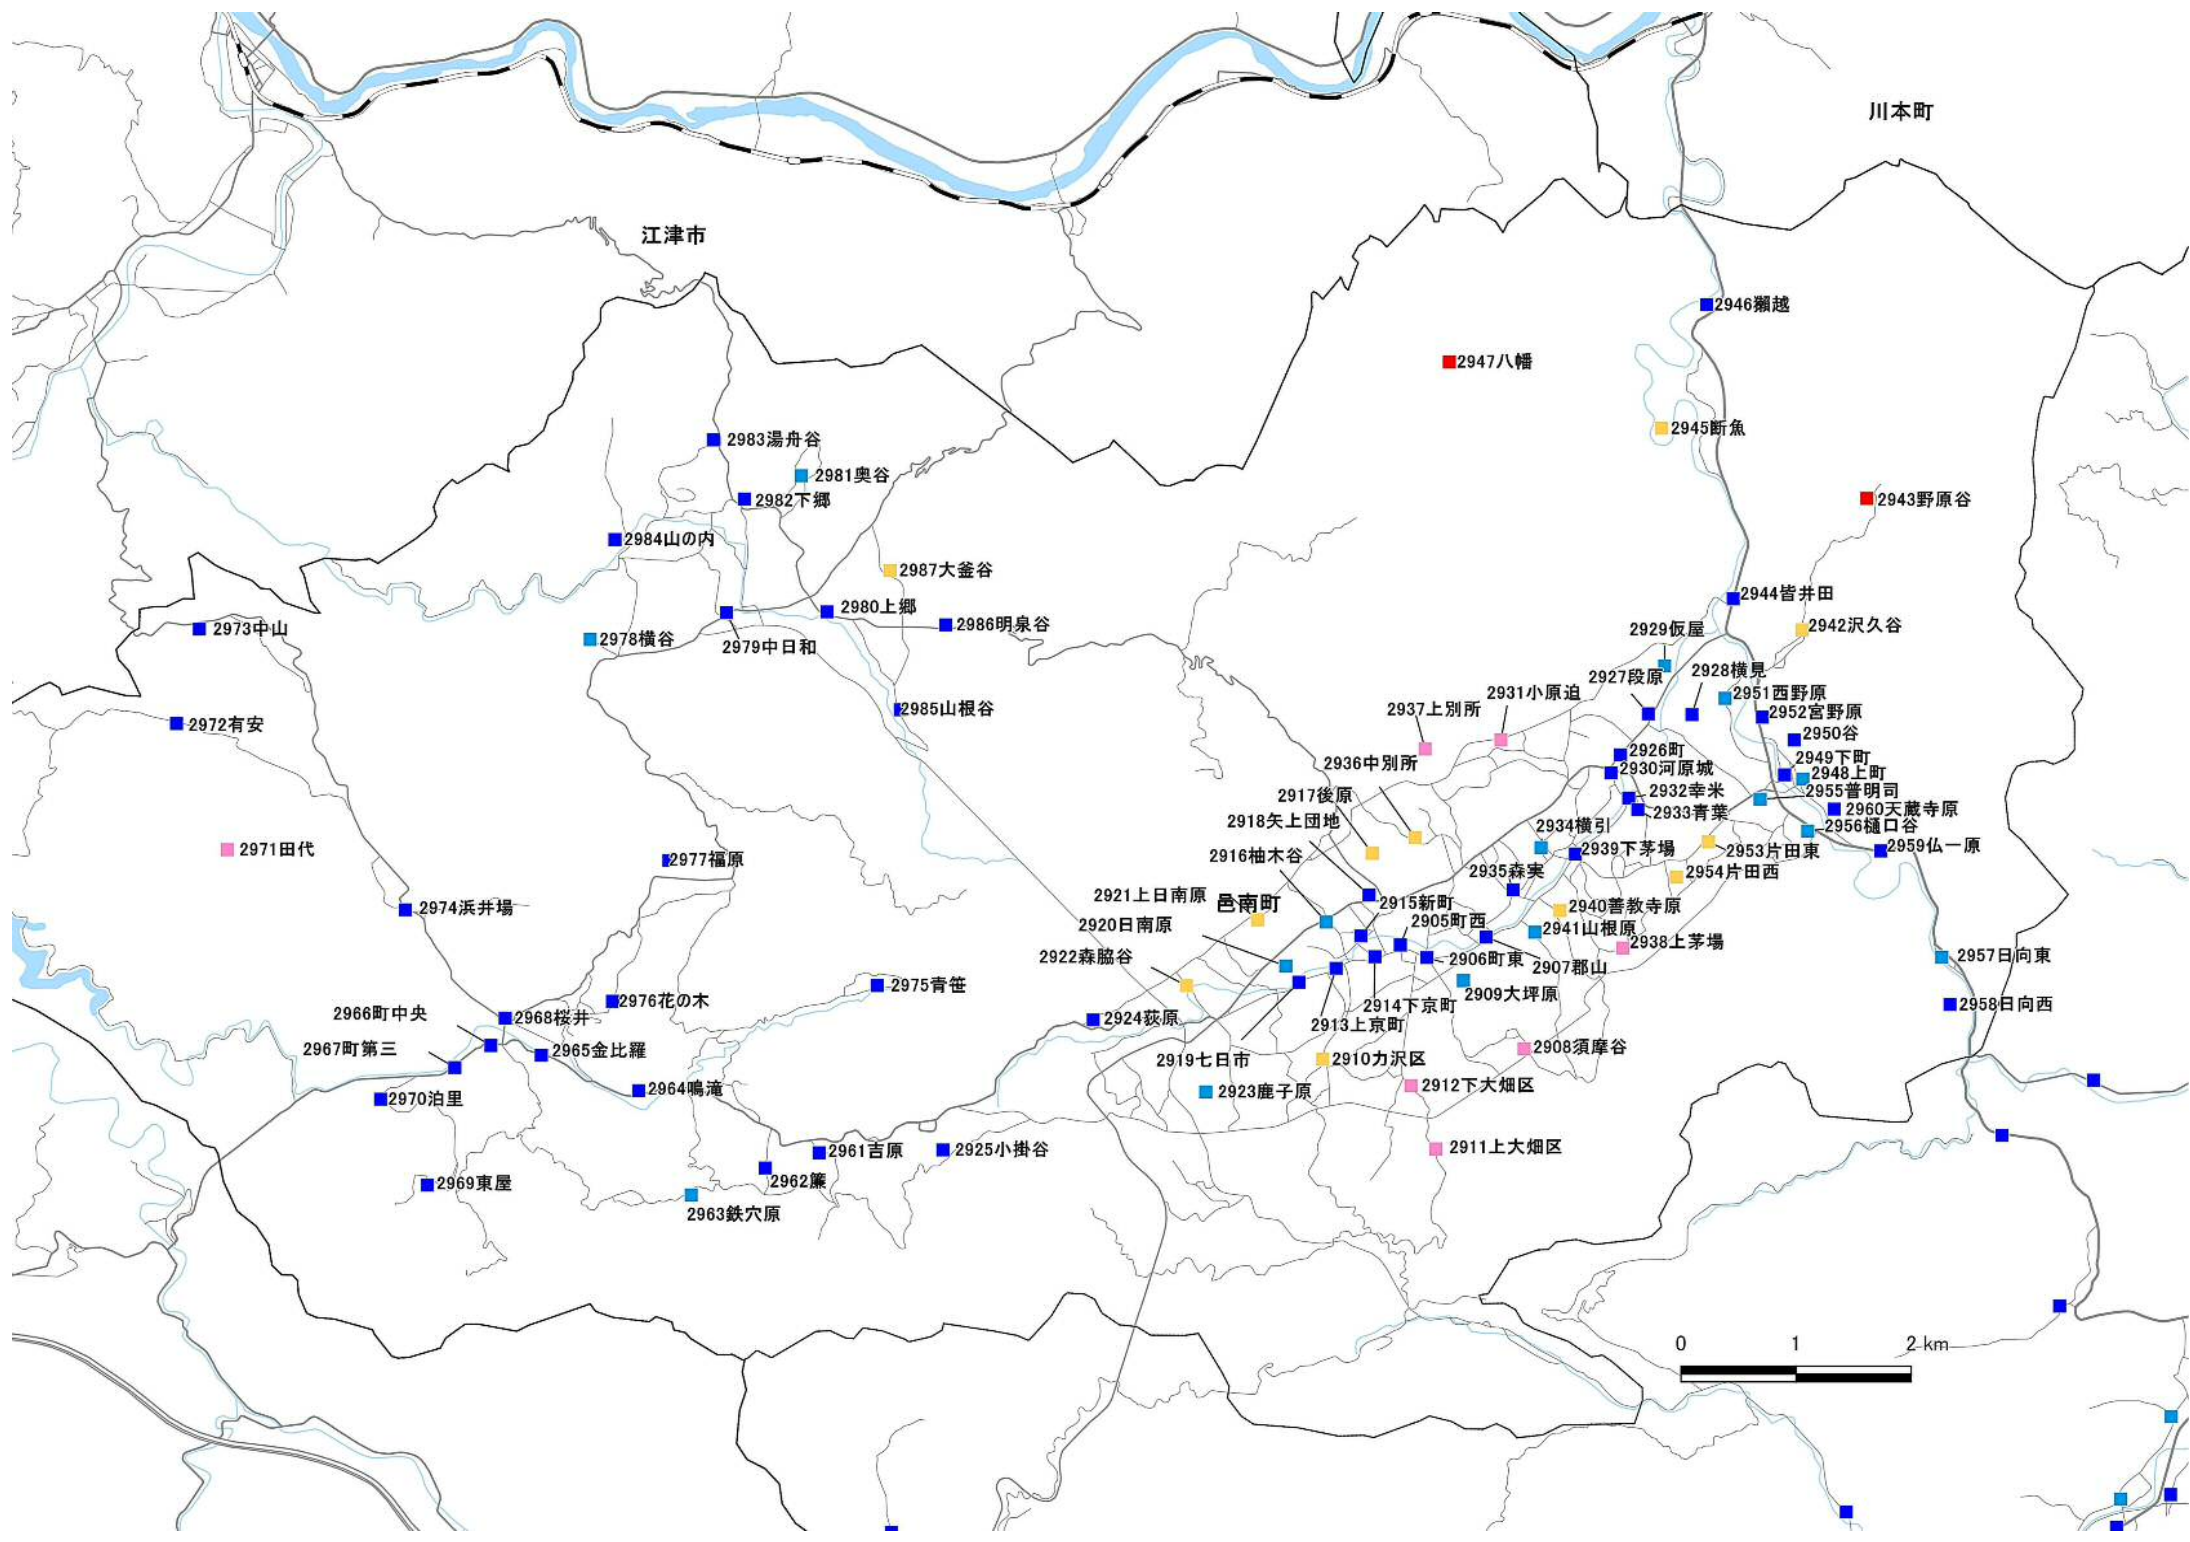 川本町
江津市
2946獺越
2947八幡
2945断魚
2983湯舟谷
2981奥谷
2943野原谷
2982下郷
2984山の内
2987大釜谷
2944皆井田
2980上郷
2986明泉谷
2942沢久谷
2973中山
2929仮屋
2978横谷
2979中日和
2928横見
2927段原
2931小原迫
2951西野原
2937上別所
2985山根谷
2952宮野原
2972有安
2950谷
2926町
2949下町
2936中別所
2930河原城
2948上町
2932幸米
2955普明司
2917後原
2933青葉
2960天蔵寺原
2918矢上団地
2934横引
2956樋口谷
2971田代
2939下茅場
2953片田東
2959仏一原
2916柚木谷
2977福原
2935森実
2954片田西
2921上日南原
邑南町
2915新町
2940善教寺原
2974浜井場
2920日南原
2905町西
2941山根原
2938上茅場
2922森脇谷
2906町東
2907郡山
2957日向東
2975青笹
2909大坪原
2976花の木
2914下京町
2958日向西
2966町中央
2968桜井
2924荻原
2913上京町
2967町第三
2965金比羅
2919七日市
2910力沢区
2908須摩谷
2970泊里
2964鳴滝
2923鹿子原
2912下大畑区
2961吉原
2925小掛谷
2911上大畑区
2969東屋
2962簾
2963鉄穴原
0 1 2 km